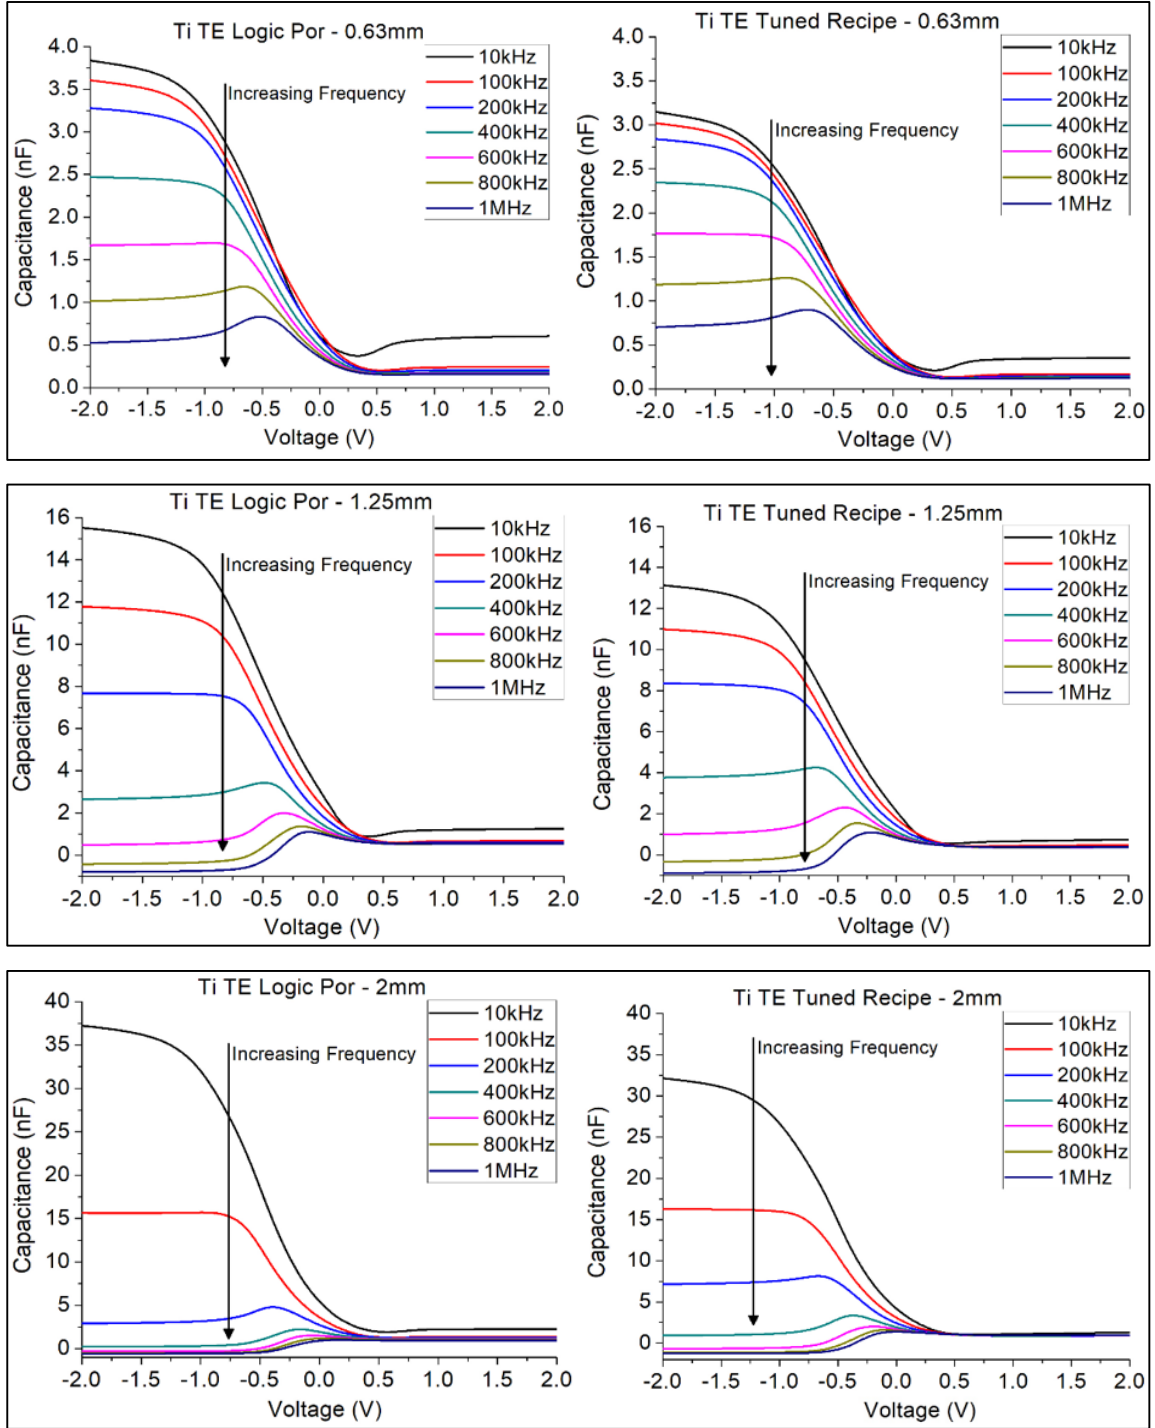 Ti TE Logic Por - 0.63mm
4.0
3.5
3.0
2.5
2.0
1.5
1.0
0.5
0.0
Capacitance (nF)
10kHz
100kHz
200kHz
400kHz
600kHz
800kHz
1MHz
Increasing Frequency
-2.0 -1.5 -1.0 -0.5 0.0 0.5 1.0 1.5 2.0
Voltage (V)
Ti TE Tuned Recipe - 0.63mm
4.0
3.5
3.0
2.5
2.0
1.5
1.0
0.5
0.0
Capacitance (nF)
10kHz
100kHz
200kHz
400kHz
600kHz
800kHz
1MHz
Increasing Frequency
-2.0 -1.5 -1.0 -0.5 0.0 0.5 1.0 1.5 2.0
Voltage (V)
Ti TE Logic Por - 1.25mm
16
14
12
10
8
6
4
2
0
Capacitance (nF)
10kHz
100kHz
200kHz
400kHz
600kHz
800kHz
1MHz
Increasing Frequency
-2.0 -1.5 -1.0 -0.5 0.0 0.5 1.0 1.5 2.0
Voltage (V)
Ti TE Tuned Recipe - 1.25mm
16
14
12
10
8
6
4
2
0
Capacitance (nF)
10kHz
100kHz
200kHz
400kHz
600kHz
800kHz
1MHz
Increasing Frequency
-2.0 -1.5 -1.0 -0.5 0.0 0.5 1.0 1.5 2.0
Voltage (V)
Ti TE Logic Por - 2mm
40
35
30
25
20
15
10
5
0
Capacitance (nF)
10kHz
100kHz
200kHz
400kHz
600kHz
800kHz
1MHz
Increasing Frequency
-2.0 -1.5 -1.0 -0.5 0.0 0.5 1.0 1.5 2.0
Voltage (V)
Ti TE Tuned Recipe - 2mm
40
35
30
25
20
15
10
5
0
Capacitance (nF)
10kHz
100kHz
200kHz
400kHz
600kHz
800kHz
1MHz
Increasing Frequency
-2.0 -1.5 -1.0 -0.5 0.0 0.5 1.0 1.5 2.0
Voltage (V)